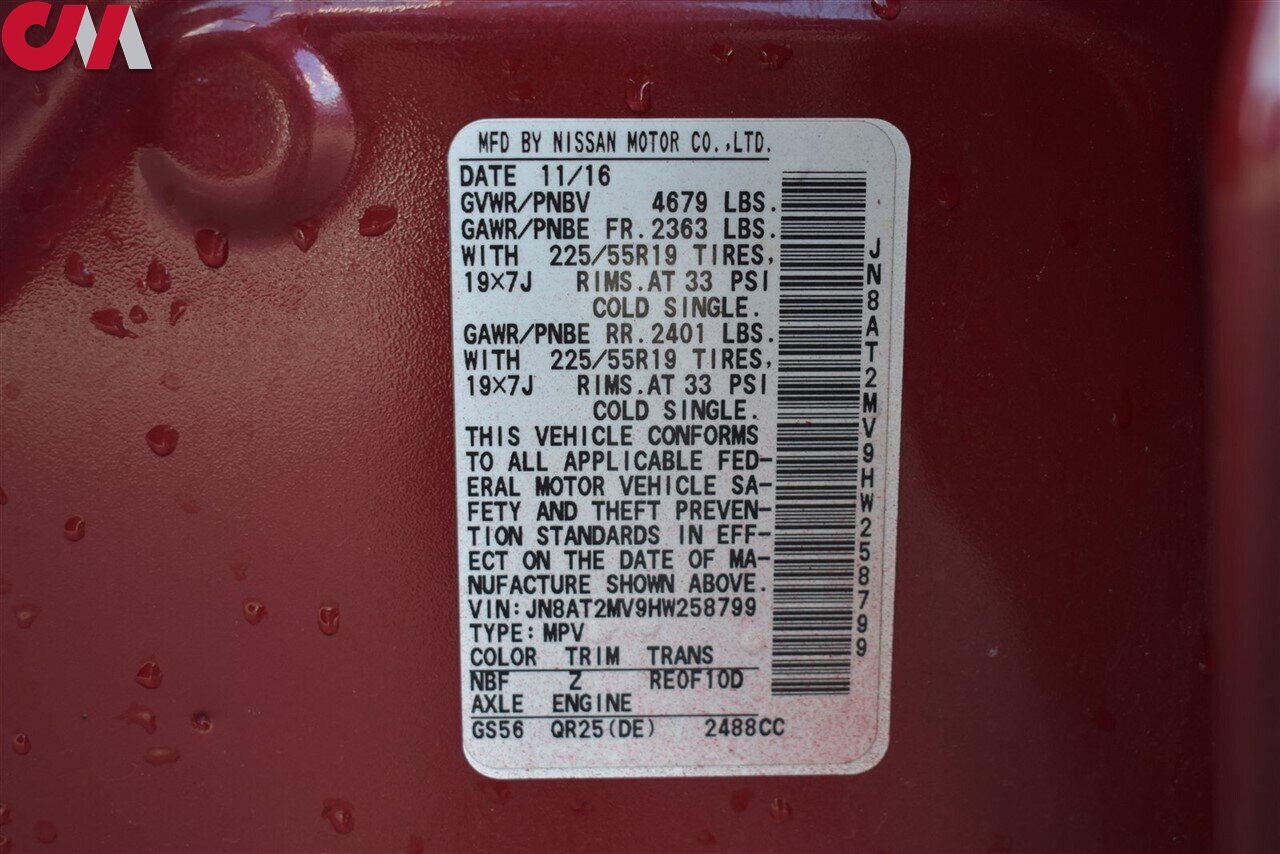 CM
MFD BY NISSAN MOTOR CO.,LTD.
DATE 11/16
GVWR/PNBV 4679 LBS.
GAWR/PNBE FR.2363 LBS.
WITH 225/55R19 TIRES,
19×7J RIMS.AT 33 PSI
COLD SINGLE.
GAWR/PNBE RR.2401 LBS.
WITH 225/55R19 TIRES,
19×7J RIMS.AT 33 PSI
COLD SINGLE.
THIS VEHICLE CONFORMS
TO ALL APPLICABLE FED-
ERAL MOTOR VEHICLE SA-
FETY AND THEFT PREVEN-
TION STANDARDS IN EFF-
ECT ON THE DATE OF MA-
NUFACTURE SHOWN ABOVE.
VIN:JN8AT2MV9HW258799
TYPE:MPV
COLOR TRIM TRANS
NBF Z RE0F10D
AXLE ENGINE
GS56 QR25(DE) 2488CC
JN8AT2MV9HW258799